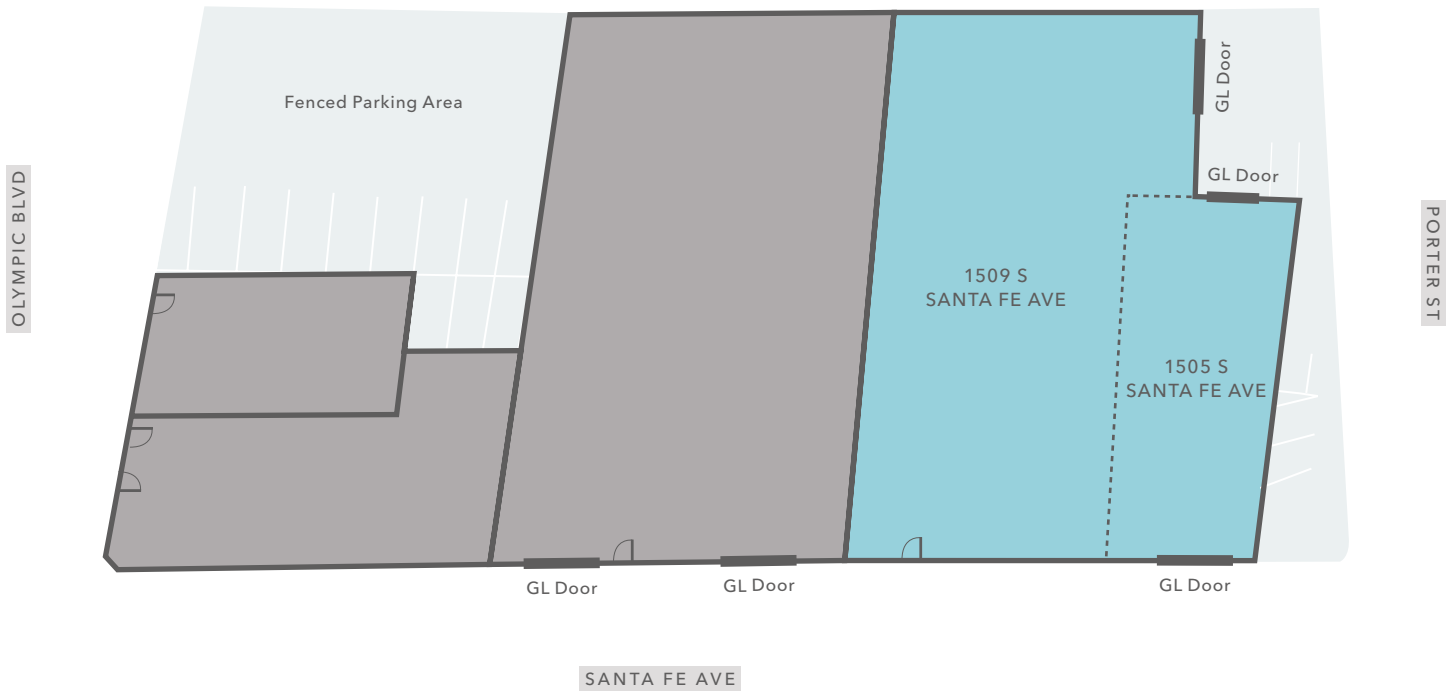 GL Door
Fenced Parking Area
GL Door
OLYMPIC BLVD
PORTER ST
1509 S
SANTA FE AVE
1505 S
SANTA FE AVE
GL Door
GL Door
GL Door
SANTA FE AVE